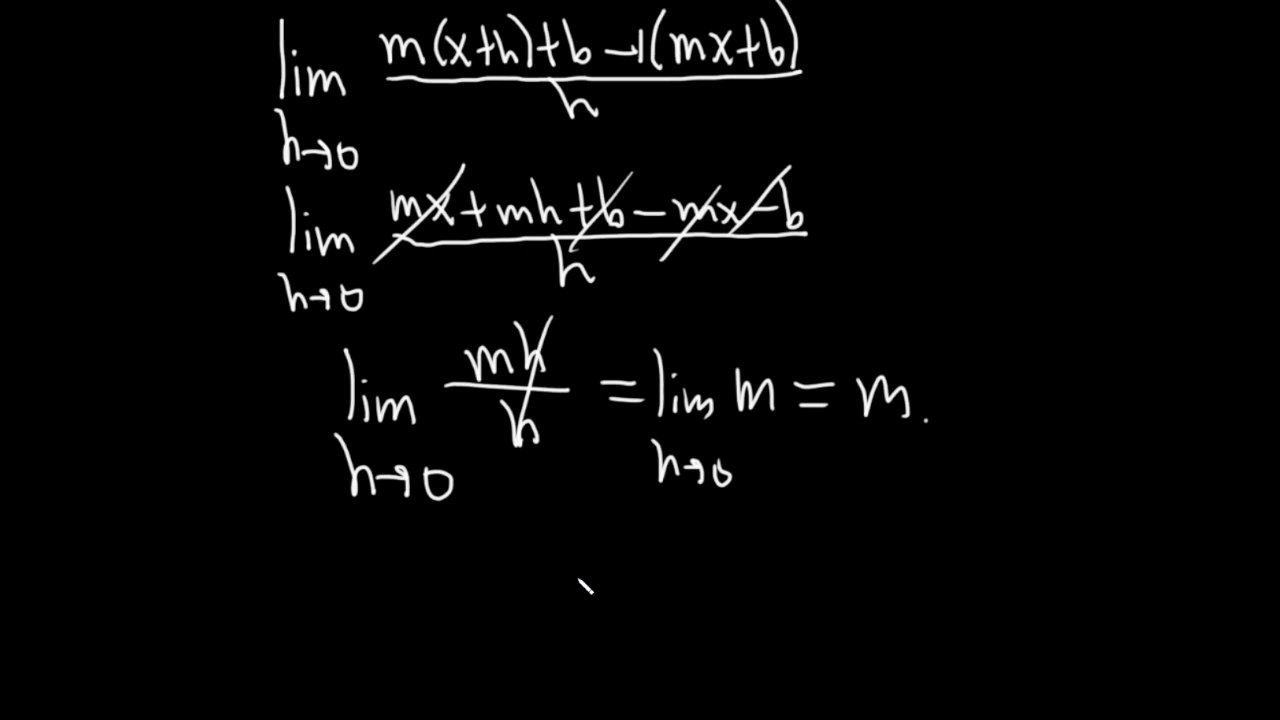 lim h→0 (m(x+h)+b-1(mx+b))/h
lim h→0 (mx+mh+b-mx-b)/h
lim h→0 mh/h = lim h→0 m = m.